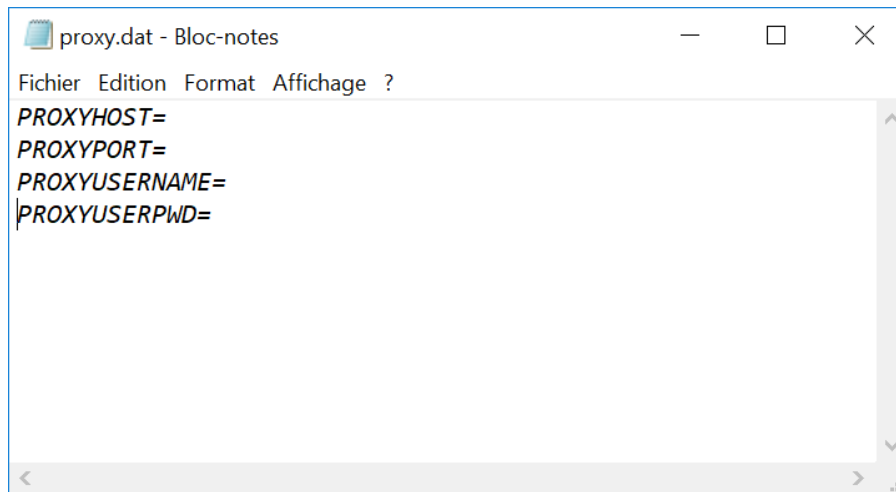 proxy.dat - Bloc-notes
Fichier Edition Format Affichage ?
PROXYHOST=
PROXYPORT=
PROXYUSERNAME=
PROXYUSERPWD=